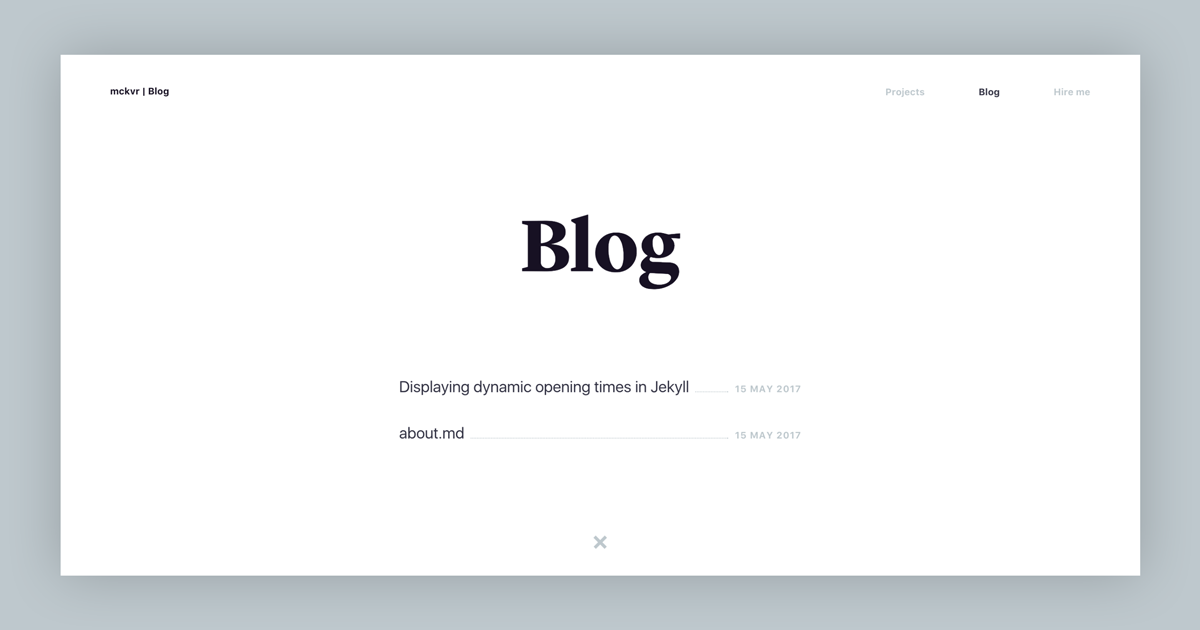 mckvr | Blog
Projects Blog Hire me
Blog
Displaying dynamic opening times in Jekyll 15 MAY 2017
about.md 15 MAY 2017